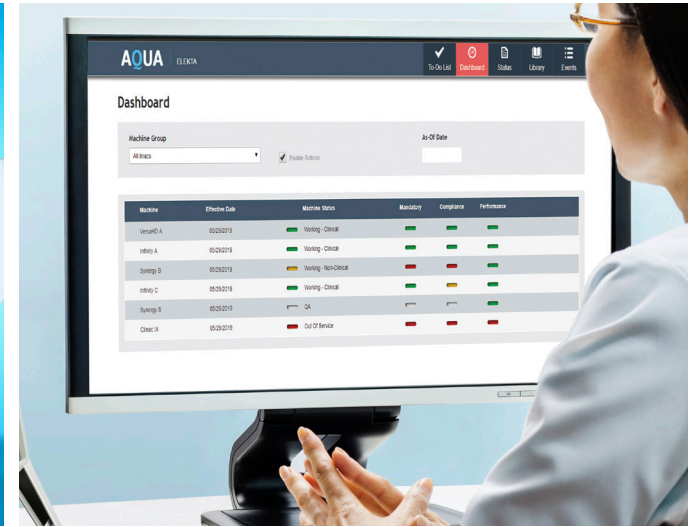 AQUA ELEKTA
To-Do List Dashboard Status Library Events
Dashboard
Machine Group As-Of Date
All linacs Enable Refresh
Machine Effective Date Machine Status Mandatory Compliance Performance
VersaHD A 05/29/2019 Working - Clinical
Infinity A 05/29/2019 Working - Clinical
Synergy B 05/29/2019 Working - Non-Clinical
Infinity C 05/29/2019 Working - Clinical
Synergy S 05/29/2019 QA
Clinac IX 05/29/2019 Out Of Service